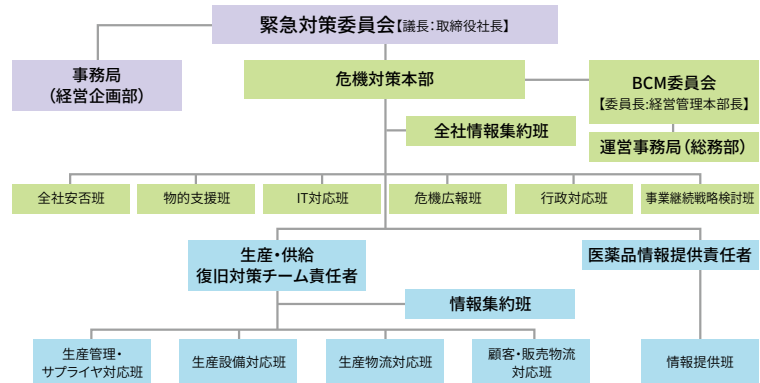 緊急対策委員会【議長：取締役社長】
事務局
（経営企画部）
危機対策本部
BCM委員会
【委員長:経営管理本部長】
全社情報集約班
運営事務局（総務部）
全社安否班
物的支援班
IT対応班
危機広報班
行政対応班
事業継続戦略検討班
生産・供給
復旧対策チーム責任者
医薬品情報提供責任者
情報集約班
生産管理・
サプライヤ対応班
生産設備対応班
生産物流対応班
顧客・販売物流
対応班
情報提供班